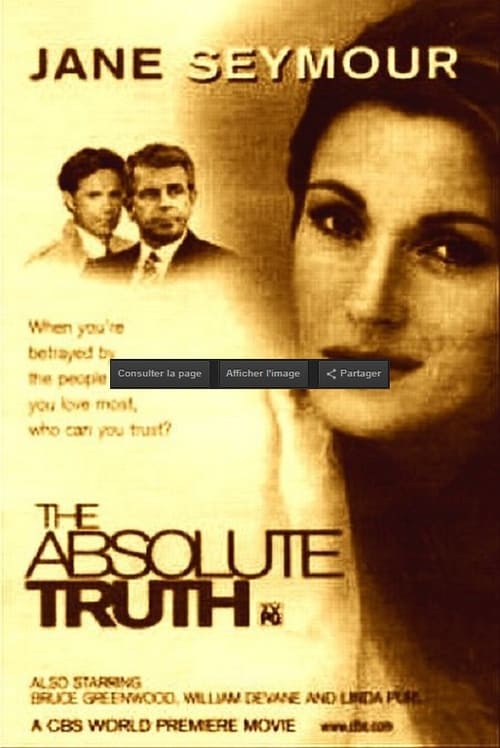 JANE SEYMOUR
When you're
betrayed by
the people
you love most,
who can you trust?
Consulter la page
Afficher l'image
Partager
THE
ABSOLUTE
TRUTH
TV
PG
ALSO STARRING
BRUCE GREENWOOD, WILLIAM DEVANE AND LINDA
A CBS WORLD PREMIERE MOVIE www.cbs.com